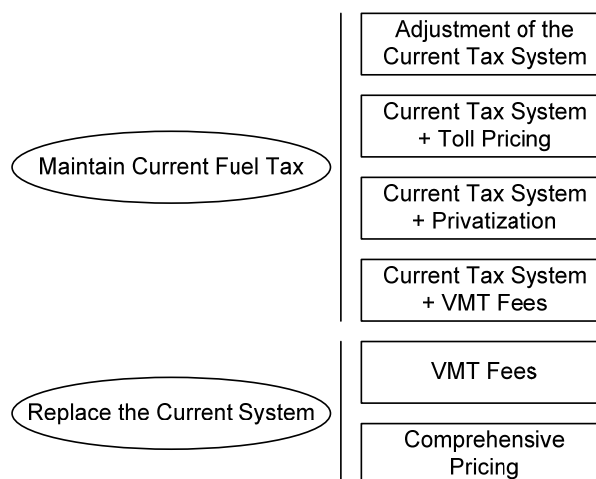 Adjustment of the
Current Tax System
Current Tax System
+ Toll Pricing
Maintain Current Fuel Tax
Current Tax System
+ Privatization
Current Tax System
+ VMT Fees
VMT Fees
Replace the Current System
Comprehensive
Pricing